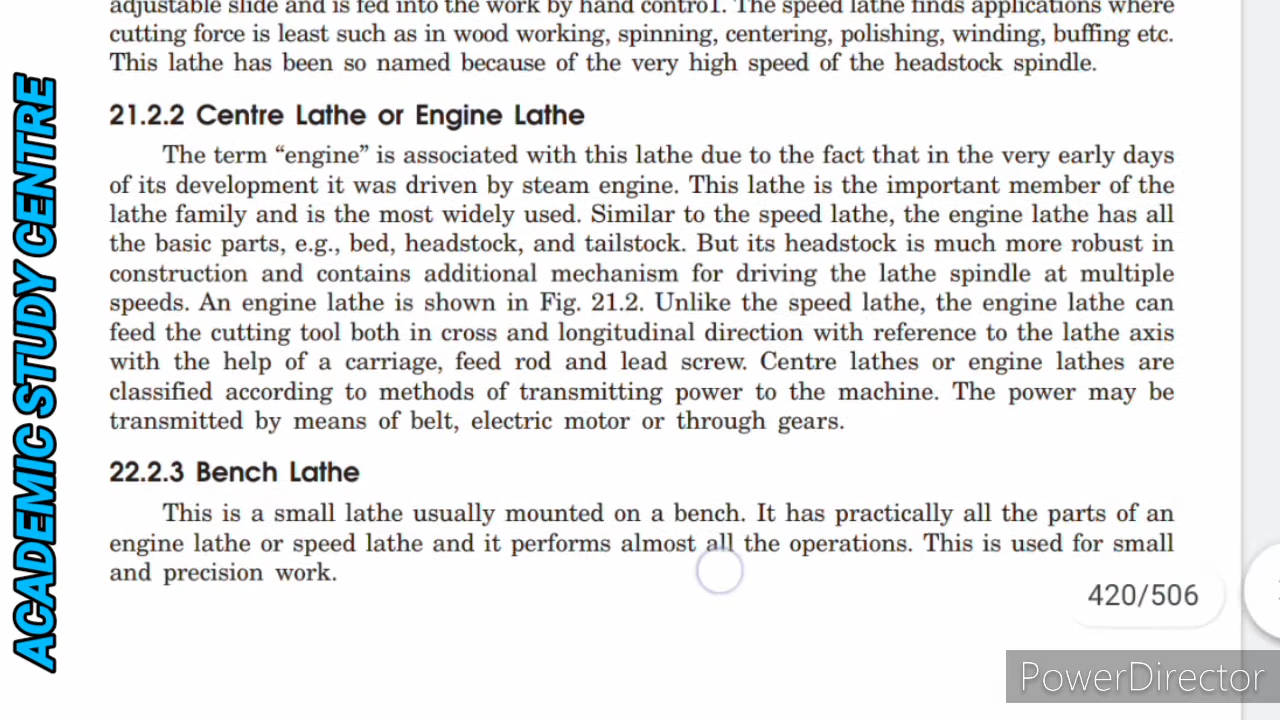 adjustable slide and is fed into the work by hand control. The speed lathe finds applications where
cutting force is least such as in wood working, spinning, centering, polishing, winding, buffing etc.
This lathe has been so named because of the very high speed of the headstock spindle.
21.2.2 Centre Lathe or Engine Lathe
The term “engine” is associated with this lathe due to the fact that in the very early days
of its development it was driven by steam engine. This lathe is the important member of the
lathe family and is the most widely used. Similar to the speed lathe, the engine lathe has all
the basic parts, e.g., bed, headstock, and tailstock. But its headstock is much more robust in
construction and contains additional mechanism for driving the lathe spindle at multiple
speeds. An engine lathe is shown in Fig. 21.2. Unlike the speed lathe, the engine lathe can
feed the cutting tool both in cross and longitudinal direction with reference to the lathe axis
with the help of a carriage, feed rod and lead screw. Centre lathes or engine lathes are
classified according to methods of transmitting power to the machine. The power may be
transmitted by means of belt, electric motor or through gears.
22.2.3 Bench Lathe
This is a small lathe usually mounted on a bench. It has practically all the parts of an
engine lathe or speed lathe and it performs almost all the operations. This is used for small
and precision work.
420/506
ACADEMIC STUDY CENTRE
PowerDirector